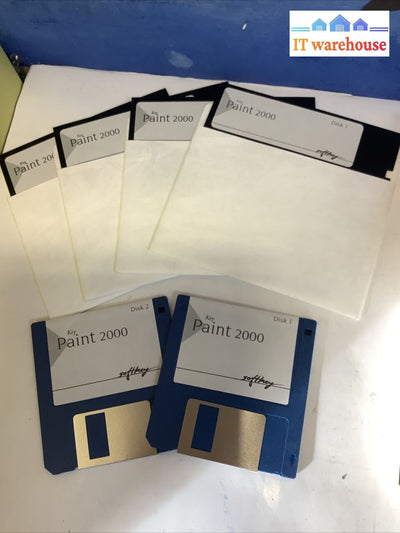 IT warehouse
Key
Paint 2000
Disk 1
softkey
Key
Paint 2000
Key
Paint 2000
Key
Paint 200
Key
Paint 2000
Disk 2
softkey
Key
Paint 2000
Disk 1
softkey